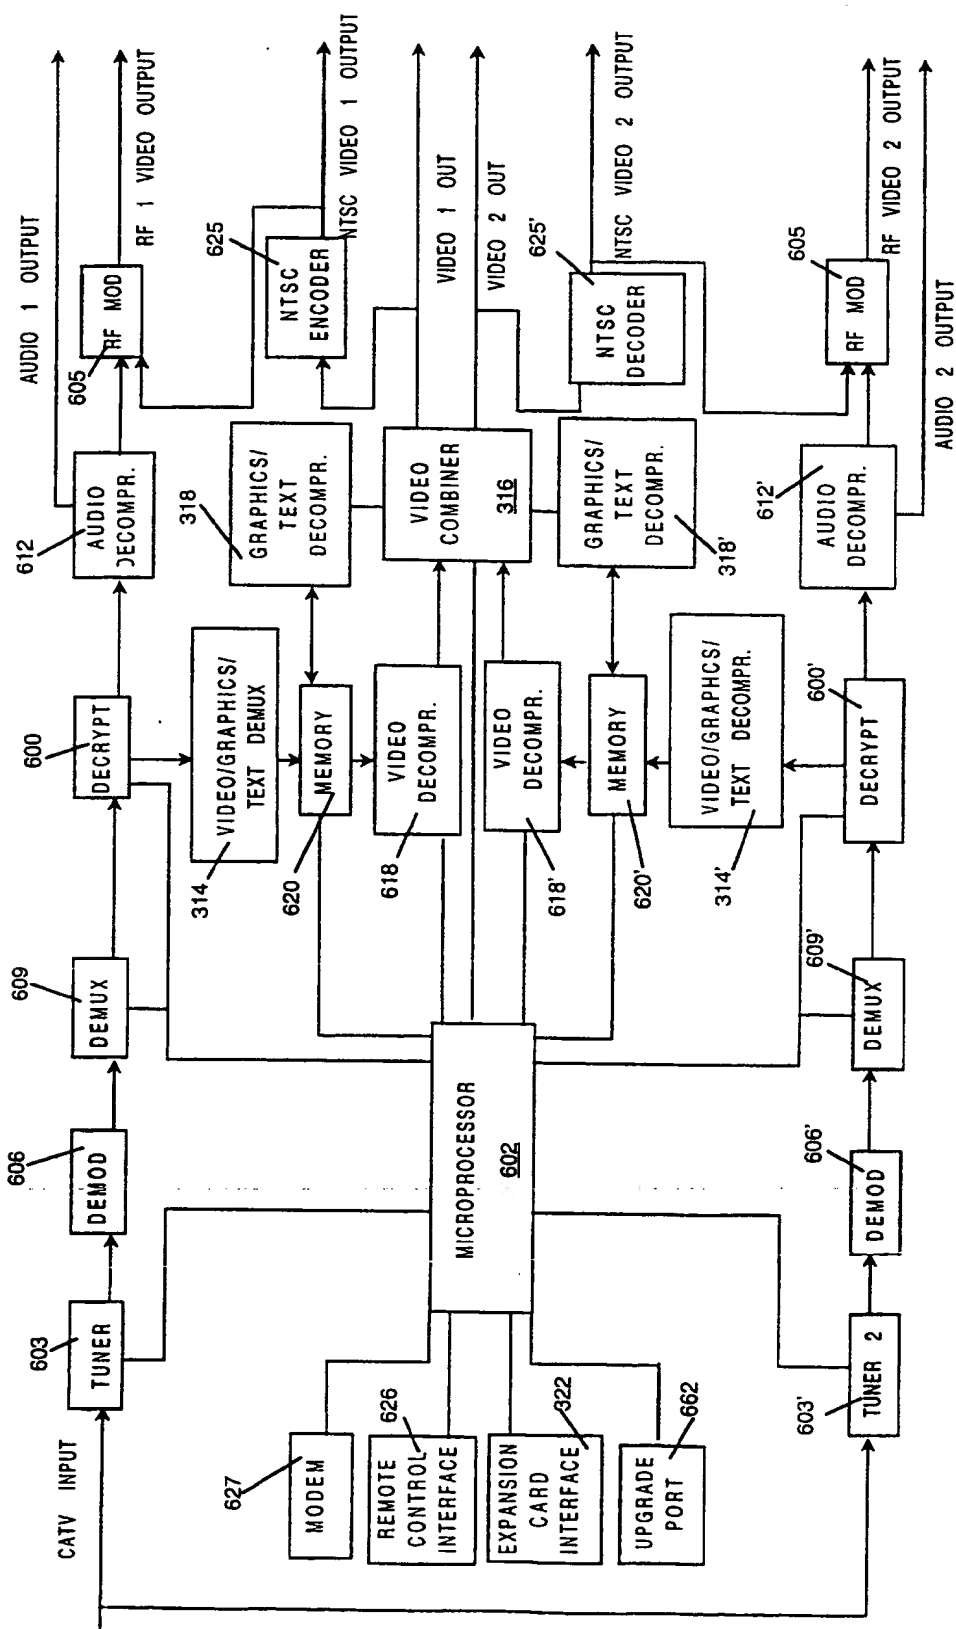 CATV INPUT
603
TUNER
606
DEMOD
609
DEMUX
600
DECRYPT
612
AUDIO
DECOMPR.
605
RF MOD
AUDIO 1 OUTPUT
RF 1 VIDEO OUTPUT
314
VIDEO/GRAPHICS/
TEXT DEMUX
318
GRAPHICS/
TEXT
DECOMPR.
625
NTSC
ENCODER
NTSC VIDEO 1 OUTPUT
620
MEMORY
618
VIDEO
DECOMPR.
VIDEO
COMBINER
316
VIDEO 1 OUT
VIDEO 2 OUT
627
MODEM
626
REMOTE
CONTROL
INTERFACE
322
EXPANSION
CARD
INTERFACE
662
UPGRADE
PORT
MICROPROCESSOR
602
618'
VIDEO
DECOMPR.
620'
MEMORY
318'
GRAPHICS/
TEXT
DECOMPR.
625'
NTSC
DECODER
NTSC VIDEO 2 OUTPUT
314'
VIDEO/GRAPHCS/
TEXT DECOMPR.
603'
TUNER 2
606'
DEMOD
609'
DEMUX
600'
DECRYPT
612'
AUDIO
DECOMPR.
605
RF MOD
RF VIDEO 2 OUTPUT
AUDIO 2 OUTPUT